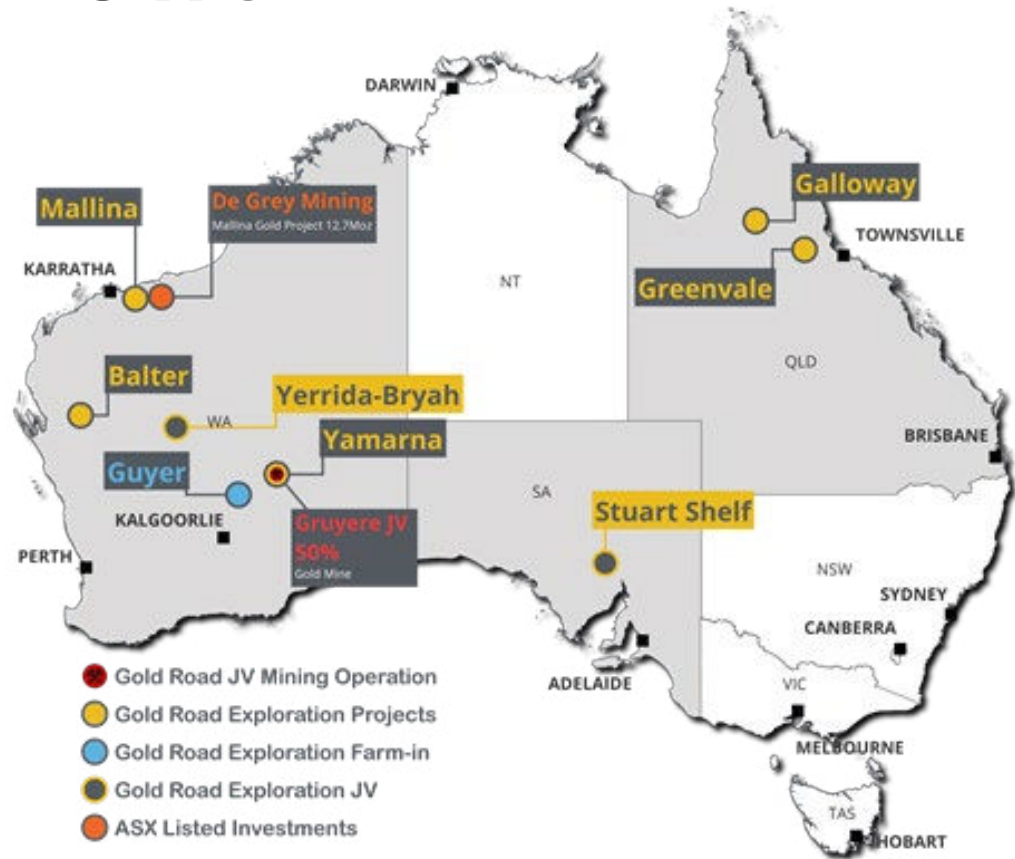 DARWIN
Mallina
De Grey Mining
Mallina Gold Project 12.7Moz
Galloway
KARRATHA
TOWNSVILLE
NT
Greenvale
Balter
QLD
Yerrida-Bryah
WA
Yamarna
BRISBANE
Guyer
SA
Stuart Shelf
KALGOORLIE
Gruyere JV
50%
Gold Mine
PERTH
NSW
SYDNEY
CANBERRA
Gold Road JV Mining Operation
ADELAIDE
VIC
Gold Road Exploration Projects
Gold Road Exploration Farm-in
MELBOURNE
Gold Road Exploration JV
TAS
ASX Listed Investments
HOBART